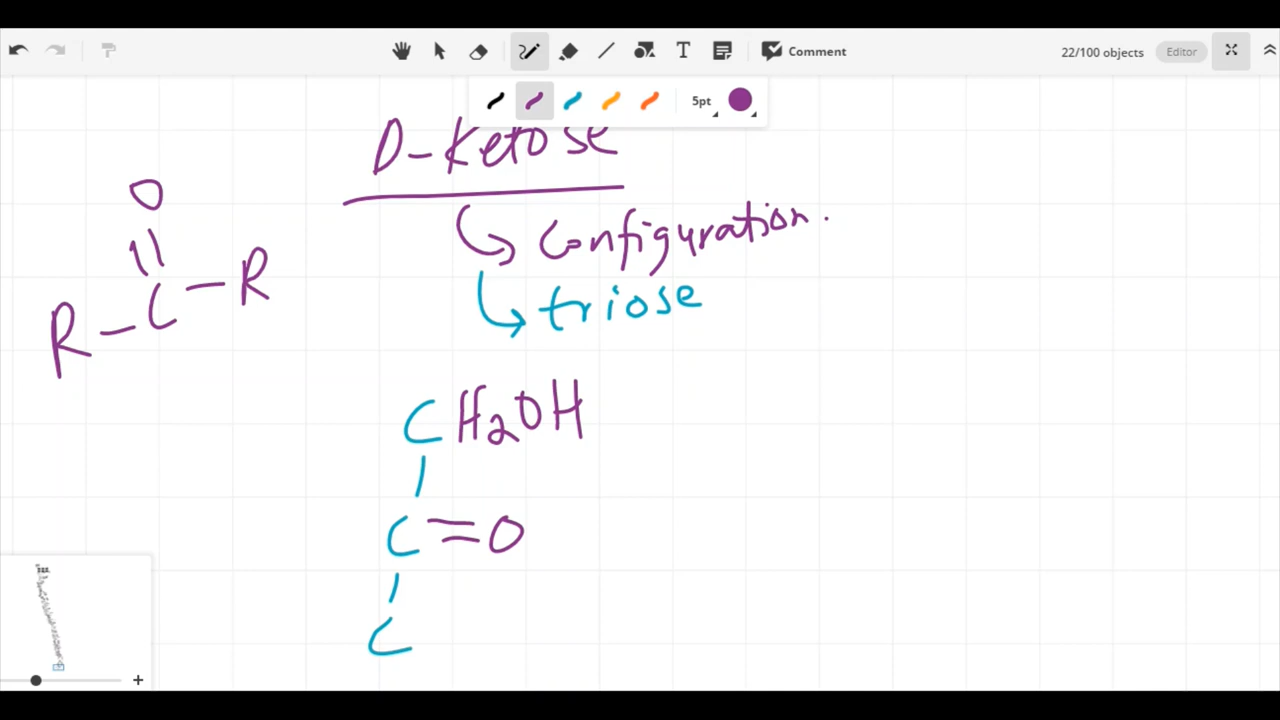 Comment
22/100 objects
Editor
5pt
D-Ketose
Configuration.
triose
O
||
R-C-R
CH2OH
|
C=O
|
C